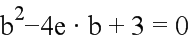 b²–4e · b + 3 = 0